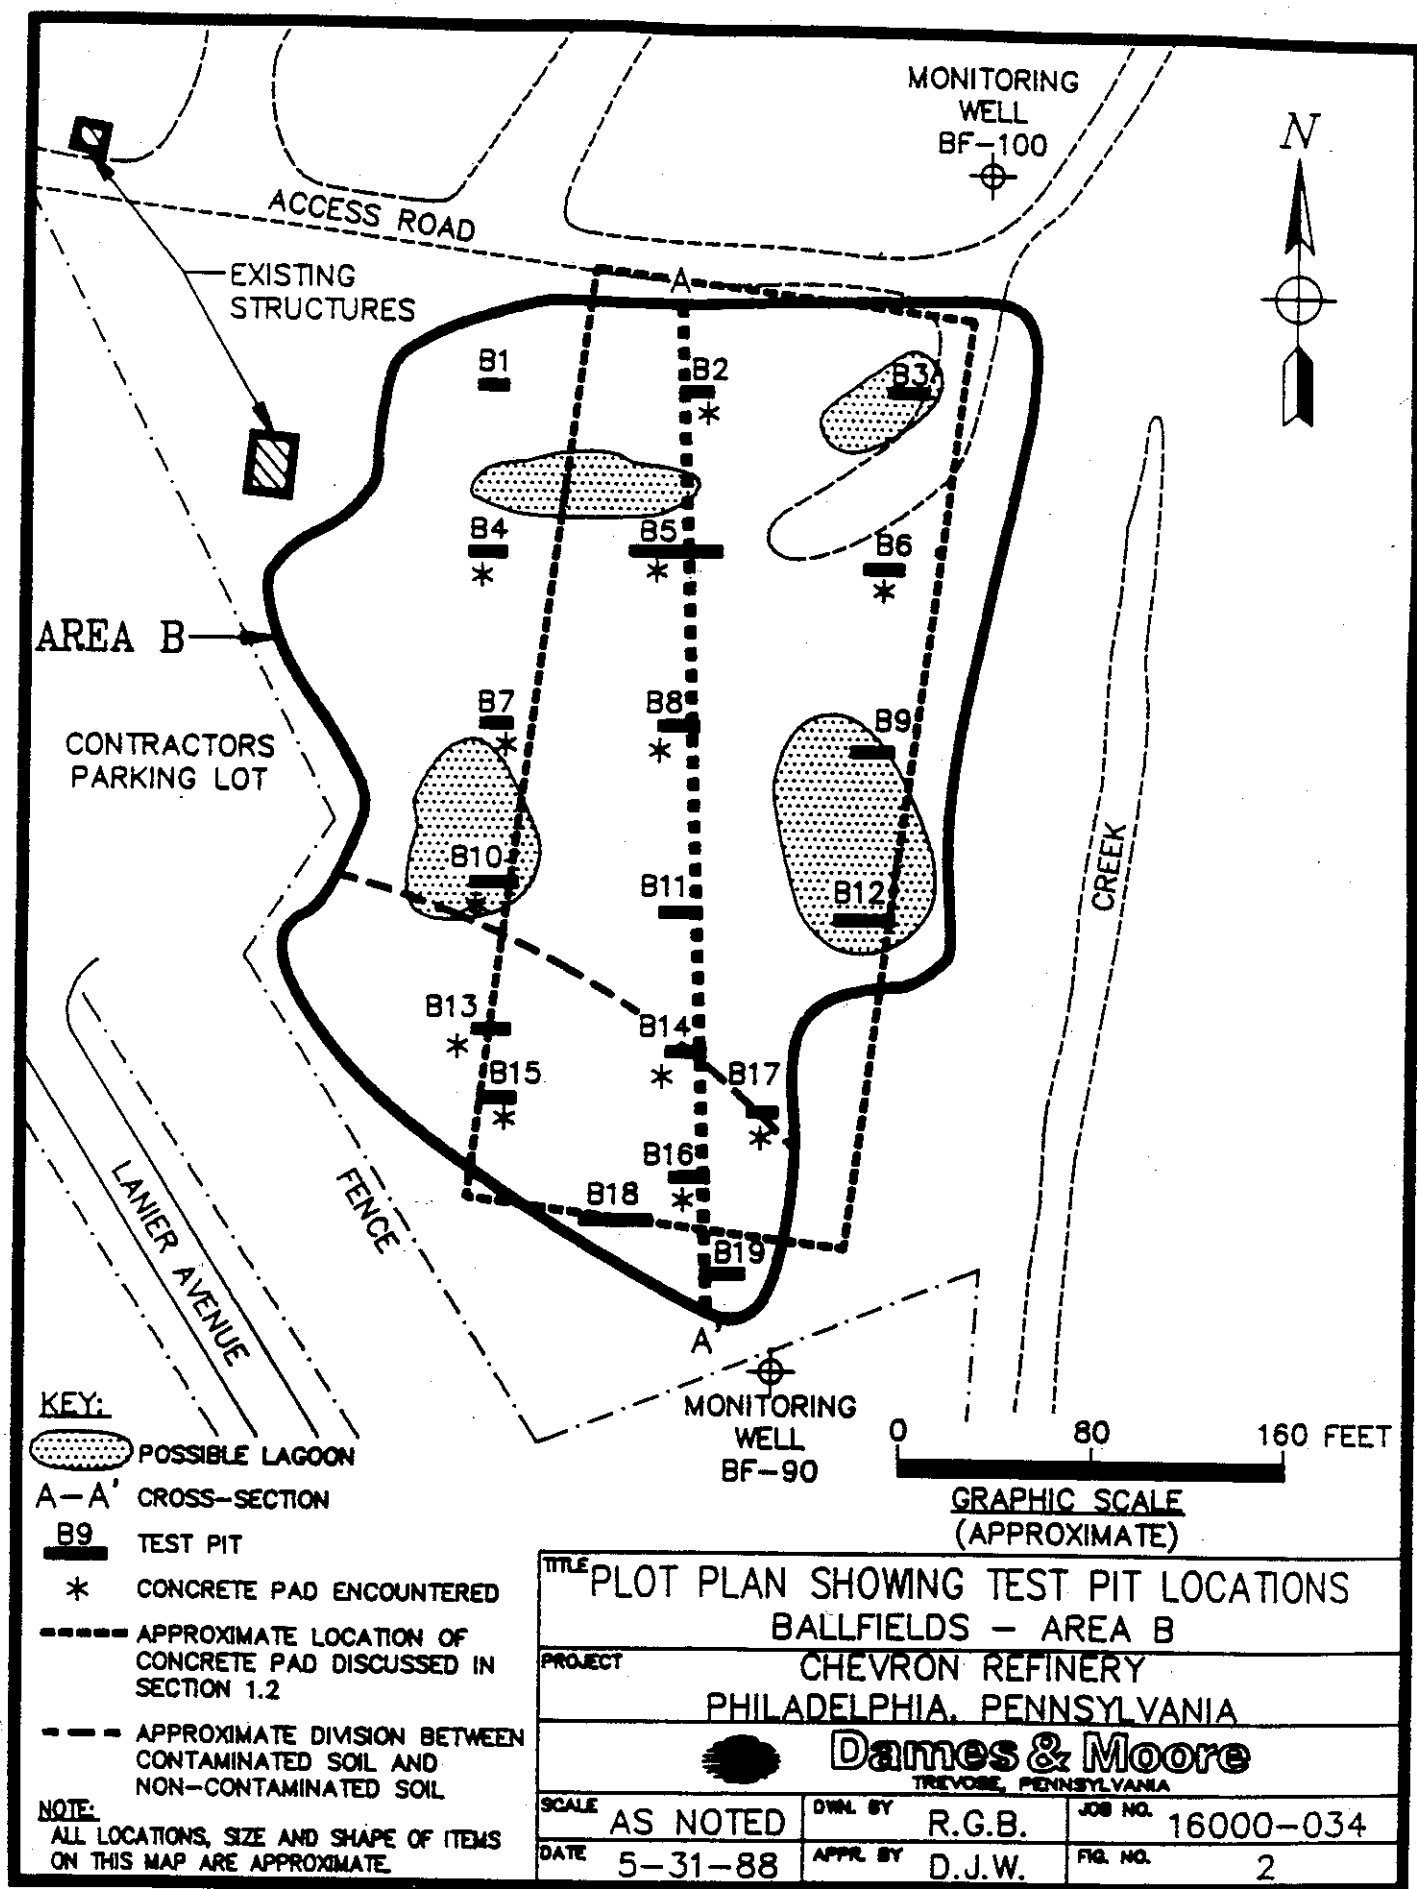 MONITORING
WELL
BF-100
N
ACCESS ROAD
EXISTING
STRUCTURES
A
B1
B2
B3
B4
B5
B6
AREA B
B7
B8
B9
CONTRACTORS
PARKING LOT
B10
B11
B12
CREEK
B13
B14
B15
B17
B16
B18
B19
LANIER AVENUE
FENCE
A'
MONITORING
WELL
BF-90
0 80 160 FEET
GRAPHIC SCALE
(APPROXIMATE)
KEY:
POSSIBLE LAGOON
A-A' CROSS-SECTION
B9 TEST PIT
* CONCRETE PAD ENCOUNTERED
APPROXIMATE LOCATION OF
CONCRETE PAD DISCUSSED IN
SECTION 1.2
APPROXIMATE DIVISION BETWEEN
CONTAMINATED SOIL AND
NON-CONTAMINATED SOIL
NOTE:
ALL LOCATIONS, SIZE AND SHAPE OF ITEMS
ON THIS MAP ARE APPROXIMATE.
TITLE PLOT PLAN SHOWING TEST PIT LOCATIONS
BALLFIELDS - AREA B
PROJECT CHEVRON REFINERY
PHILADELPHIA, PENNSYLVANIA
Dames & Moore
TREVOSE, PENNSYLVANIA
SCALE AS NOTED DWN. BY R.G.B. JOB NO. 16000-034
DATE 5-31-88 APPR. BY D.J.W. FIG. NO. 2